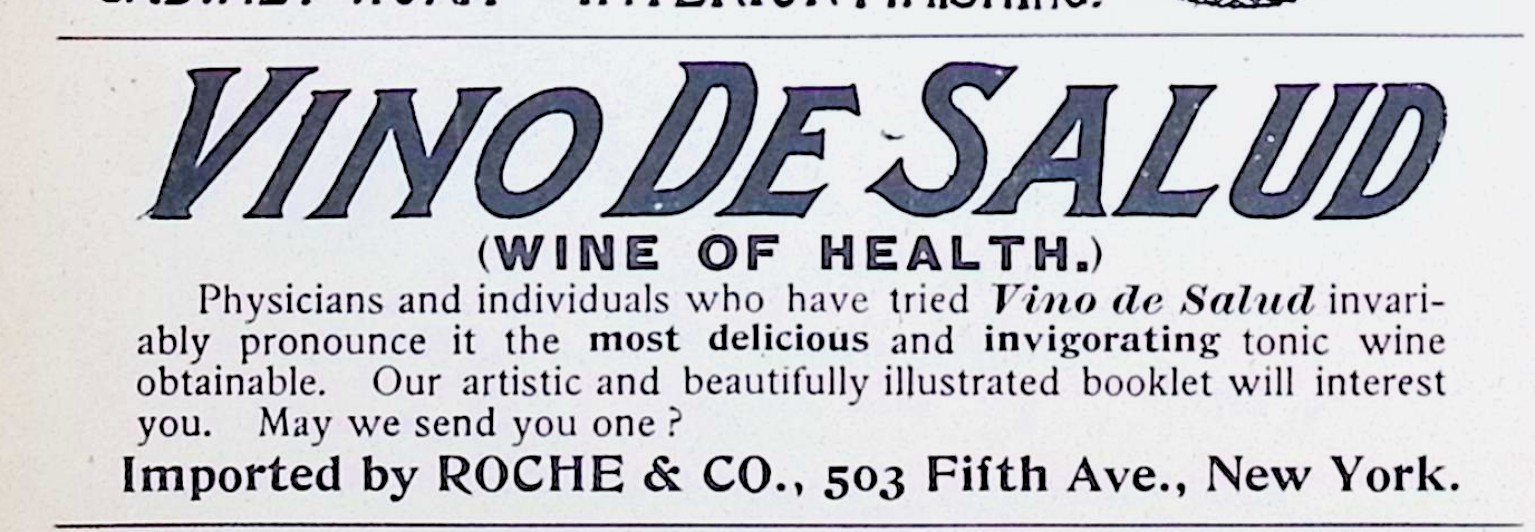 VINO DE SALUD
(WINE OF HEALTH.)
Physicians and individuals who have tried Vino de Salud invari-
ably pronounce it the most delicious and invigorating tonic wine
obtainable. Our artistic and beautifully illustrated booklet will interest
you. May we send you one?
Imported by ROCHE & CO., 503 Fifth Ave., New York.